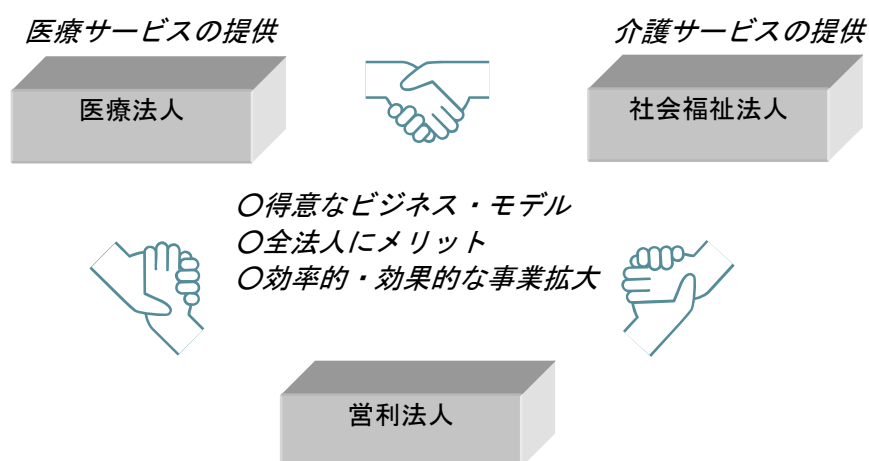 医療サービスの提供
介護サービスの提供
医療法人
社会福祉法人
〇得意なビジネス・モデル
〇全法人にメリット
〇効率的・効果的な事業拡大
営利法人